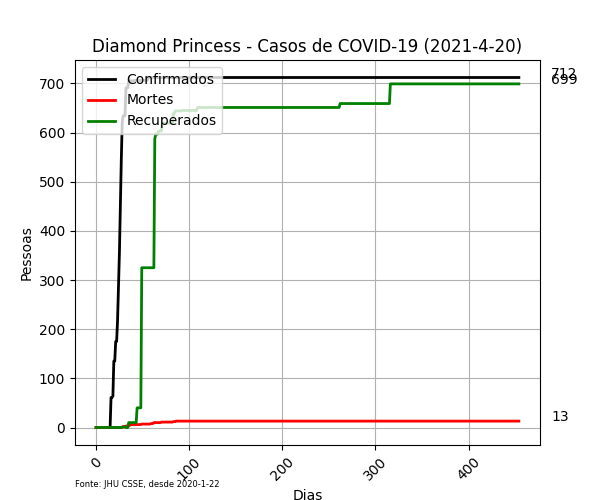 Diamond Princess - Casos de COVID-19 (2021-4-20)
712
699
Confirmados
Mortes
Recuperados
700
600
500
400
300
200
100
0
Pessoas
13
0
100
200
300
400
Fonte: JHU CSSE, desde 2020-1-22
Dias